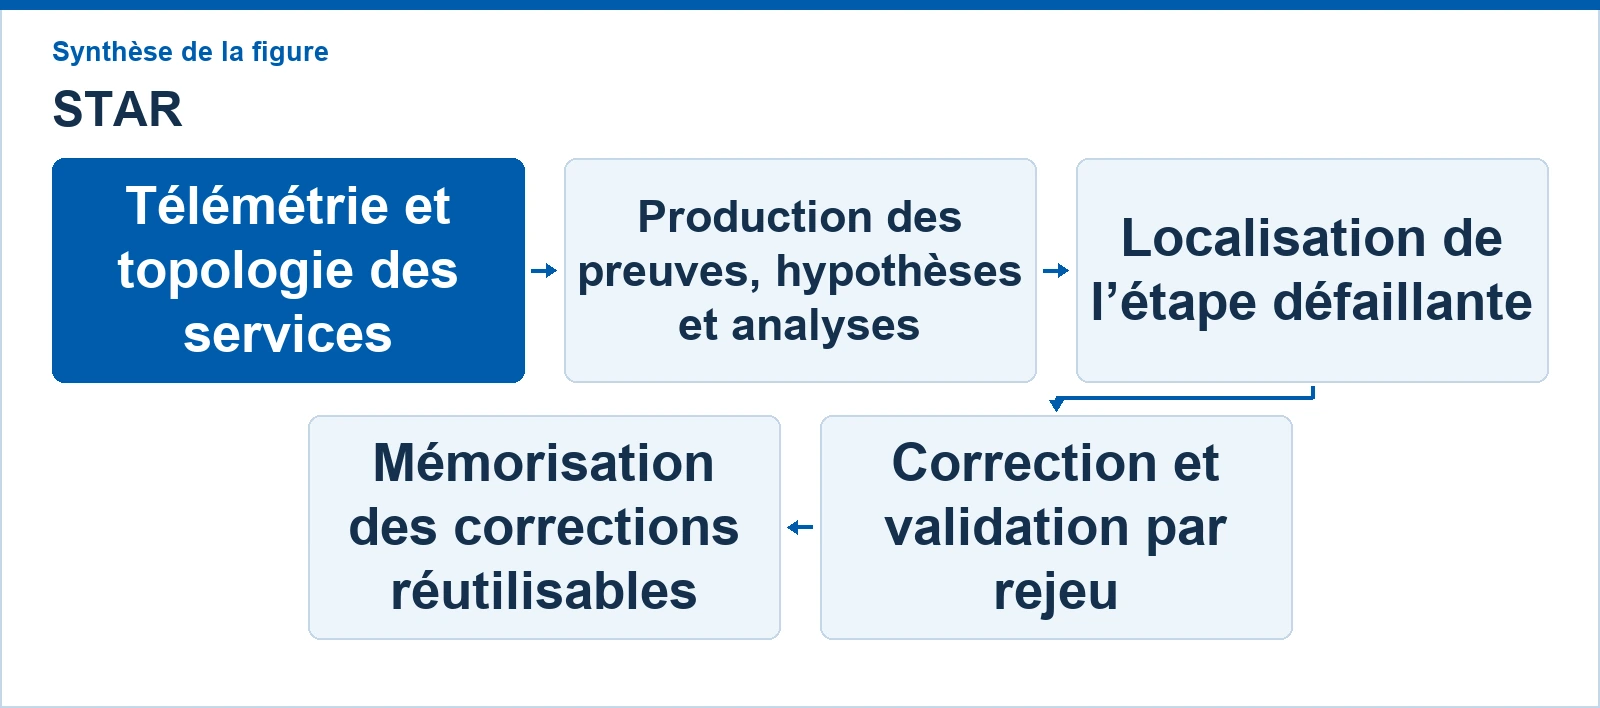 Synthèse de la figure
STAR
Télémétrie et
topologie des
services
Production des
preuves, hypothèses
et analyses
Localisation de
l’étape défaillante
Correction et
validation par
rejeu
Mémorisation
des corrections
réutilisables